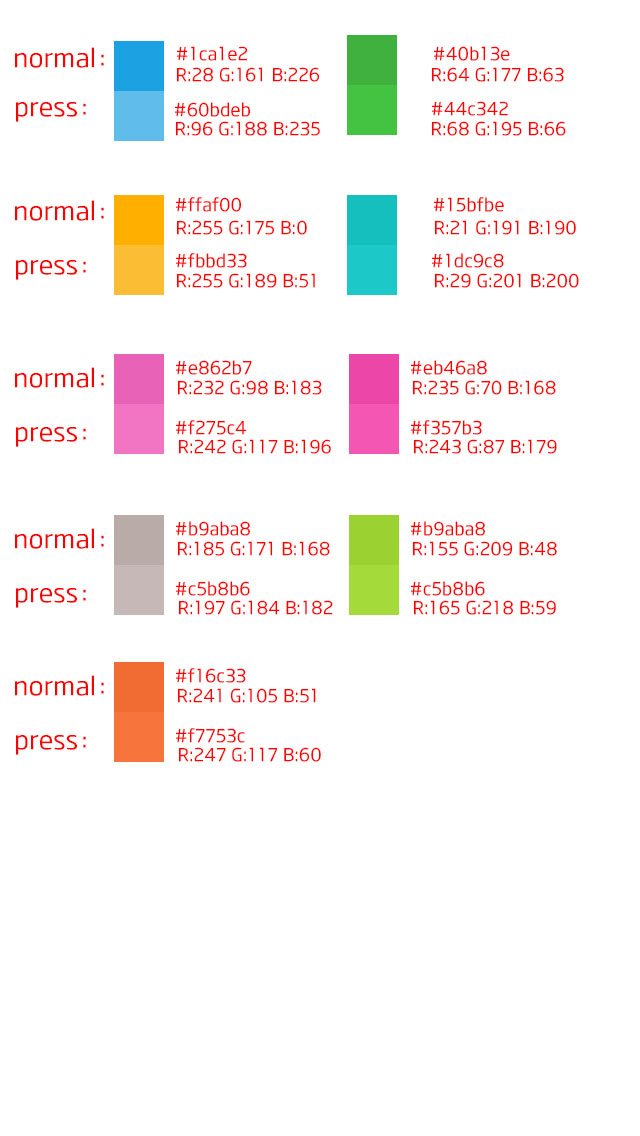 normal: #1ca1e2 #40b13e
R:28 G:161 B:226 R:64 G:177 B:63
press: #60bdeb #44c342
R:96 G:188 B:235 R:68 G:195 B:66
normal: #ffaf00 #15bfbe
R:255 G:175 B:0 R:21 G:191 B:190
press: #fbbd33 #1dc9c8
R:255 G:189 B:51 R:29 G:201 B:200
normal: #e862b7 #eb46a8
R:232 G:98 B:183 R:235 G:70 B:168
press: #f275c4 #f357b3
R:242 G:117 B:196 R:243 G:87 B:179
normal: #b9aba8 #b9aba8
R:185 G:171 B:168 R:155 G:209 B:48
press: #c5b8b6 #c5b8b6
R:197 G:184 B:182 R:165 G:218 B:59
normal: #f16c33
R:241 G:105 B:51
press: #f7753c
R:247 G:117 B:60